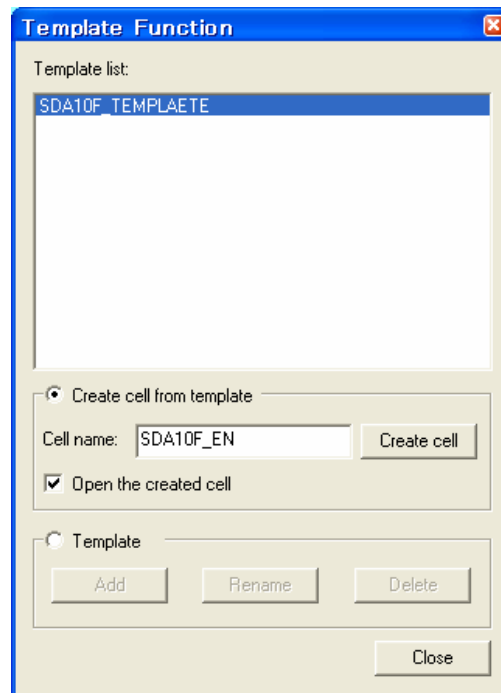 Template Function
Template list:
SDA10F_TEMPLAETE
Create cell from template
Cell name: SDA10F_EN Create cell
Open the created cell
Template
Add Rename Delete
Close